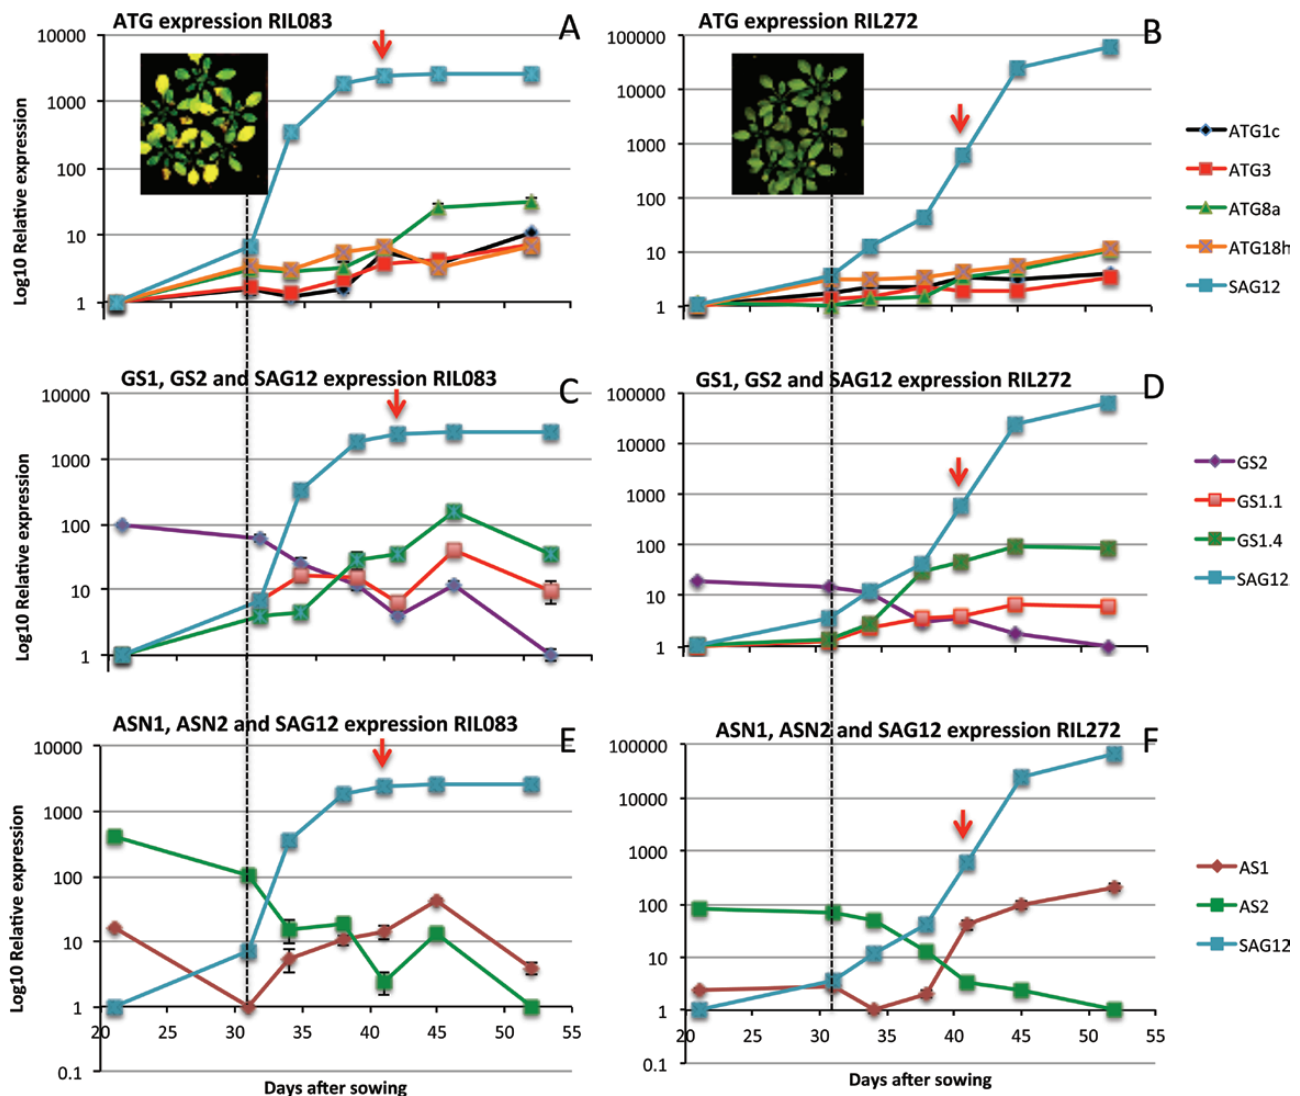 ATG expression RIL083
A
10000
1000
100
10
1
Log10 Relative expression
ATG expression RIL272
B
100000
10000
1000
100
10
1
ATG1c
ATG3
ATG8a
ATG18h
SAG12
GS1, GS2 and SAG12 expression RIL083
C
10000
1000
100
10
1
Log10 Relative expression
GS1, GS2 and SAG12 expression RIL272
D
100000
10000
1000
100
10
1
GS2
GS1.1
GS1.4
SAG12
ASN1, ASN2 and SAG12 expression RIL083
E
10000
1000
100
10
1
0.1
Log10 Relative expression
20 25 30 35 40 45 50 55
Days after sowing
ASN1, ASN2 and SAG12 expression RIL272
F
100000
10000
1000
100
10
1
0.1
20 25 30 35 40 45 50 55
Days after sowing
AS1
AS2
SAG12